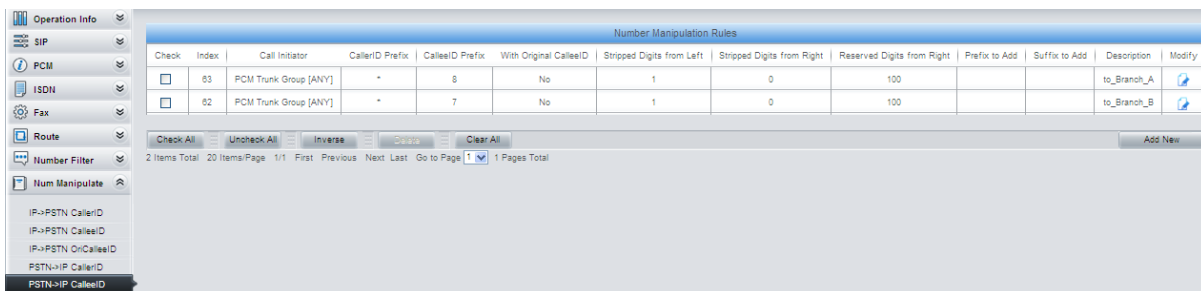 Operation Info
SIP
PCM
ISDN
Fax
Route
Number Filter
Num Manipulate
IP->PSTN CallerID
IP->PSTN CalleeID
IP->PSTN OriCalleeID
PSTN->IP CallerID
PSTN->IP CalleeID
Number Manipulation Rules
Check Index Call Initiator CallerID Prefix CalleeID Prefix With Original CalleeID Stripped Digits from Left Stripped Digits from Right Reserved Digits from Right Prefix to Add Suffix to Add Description Modify
63 PCM Trunk Group [ANY] * 8 No 1 0 100 to_Branch_A
62 PCM Trunk Group [ANY] * 7 No 1 0 100 to_Branch_B
Check All Uncheck All Inverse Delete Clear All Add New
2 Items Total 20 Items/Page 1/1 First Previous Next Last Go to Page 1 1 Pages Total